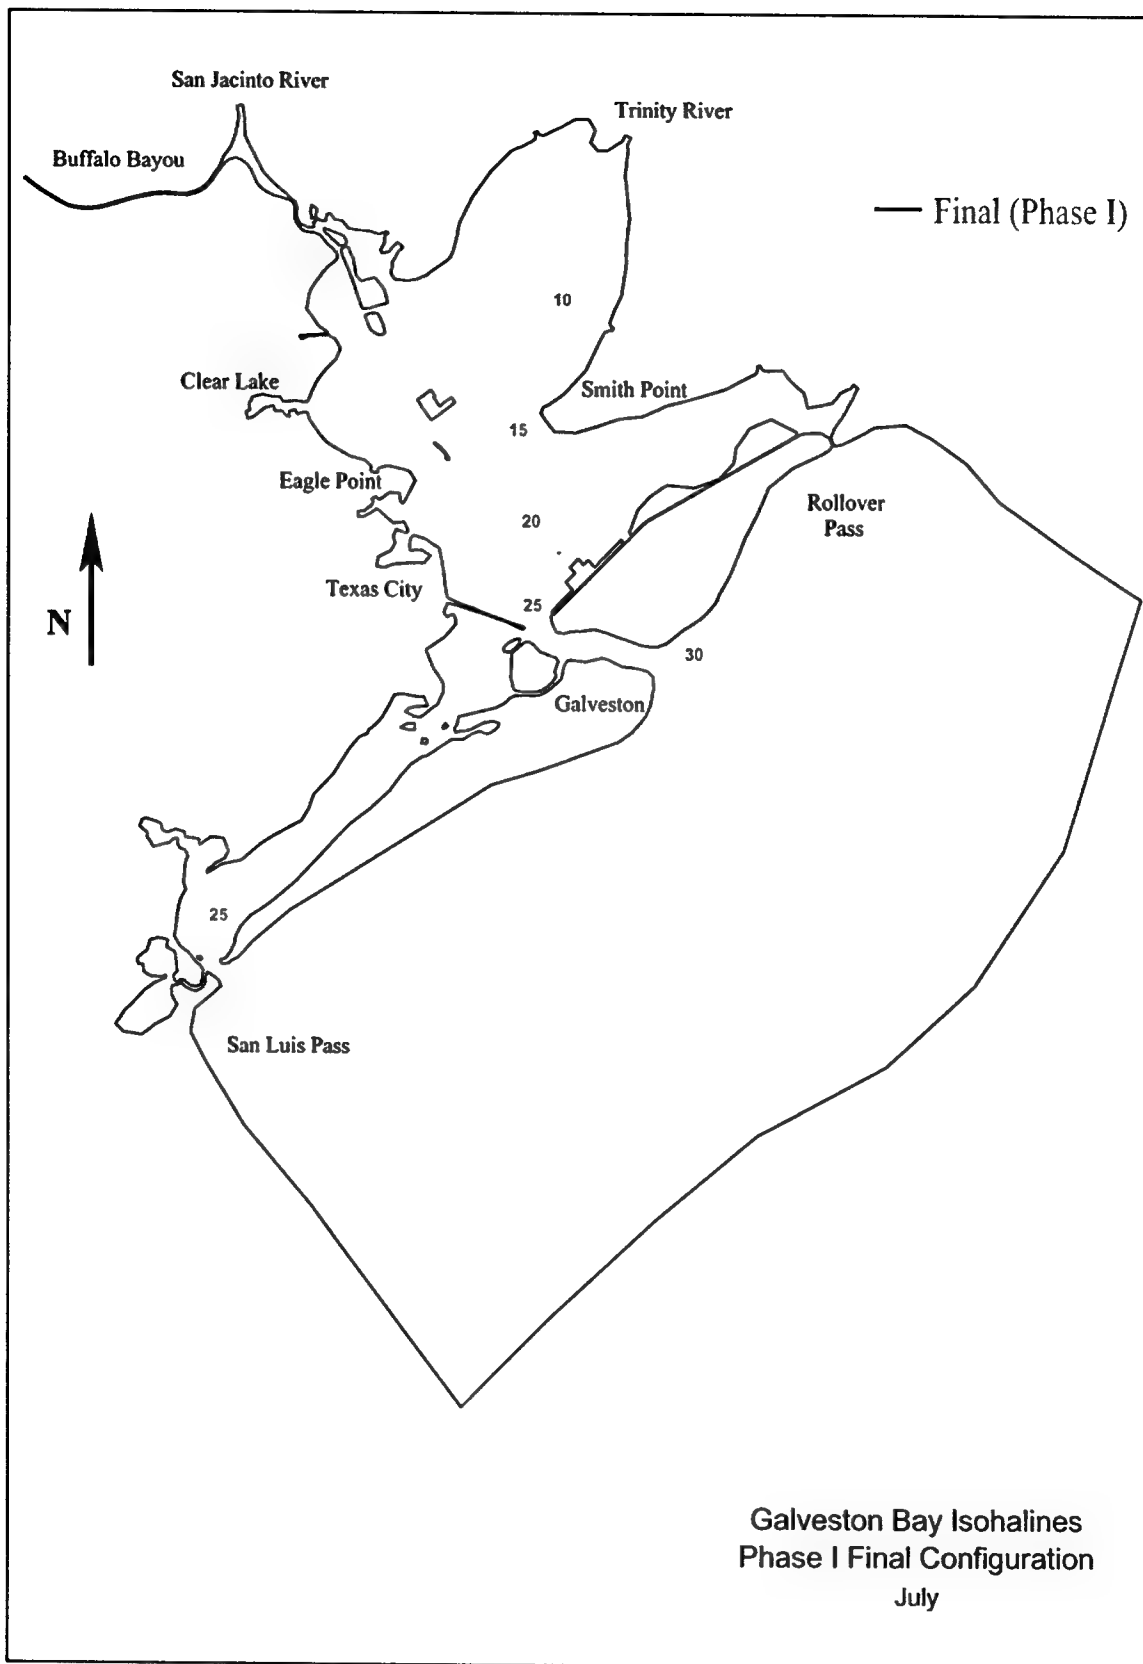 San Jacinto River
Trinity River
Buffalo Bayou
Final (Phase I)
10
Clear Lake
Smith Point
15
Eagle Point
Rollover
Pass
20
Texas City
25
N
30
Galveston
25
San Luis Pass
Galveston Bay Isohalines
Phase I Final Configuration
July